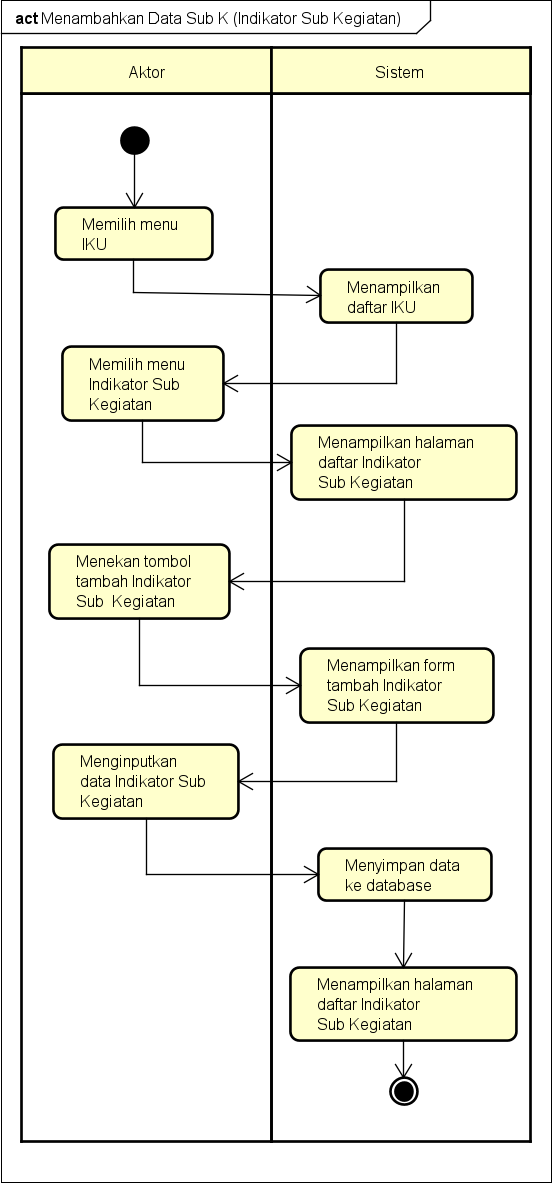 act Menambahkan Data Sub K (Indikator Sub Kegiatan)
Aktor
Sistem
Memilih menu
IKU
Menampilkan
daftar IKU
Memilih menu
Indikator Sub
Kegiatan
Menampilkan halaman
daftar Indikator
Sub Kegiatan
Menekan tombol
tambah Indikator
Sub  Kegiatan
Menampilkan form
tambah Indikator
Sub Kegiatan
Menginputkan
data Indikator Sub
Kegiatan
Menyimpan data
ke database
Menampilkan halaman
daftar Indikator
Sub Kegiatan